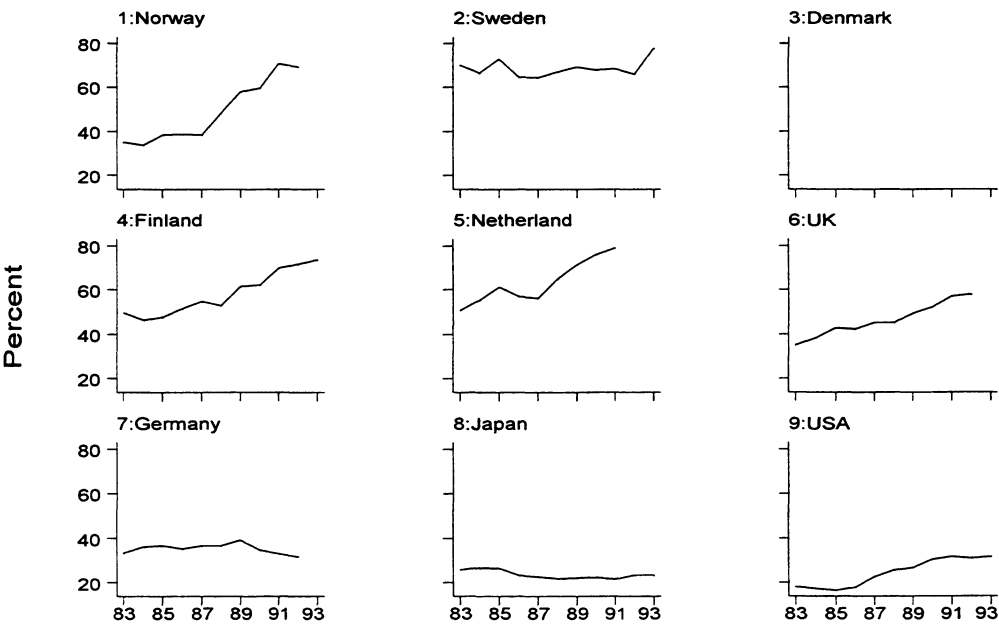 1:Norway 2:Sweden 3:Denmark
80
60
40
20
4:Finland 5:Netherland 6:UK
80
60
40
20
Percent
7:Germany 8:Japan 9:USA
80
60
40
20
83 85 87 89 91 93 83 85 87 89 91 93 83 85 87 89 91 93